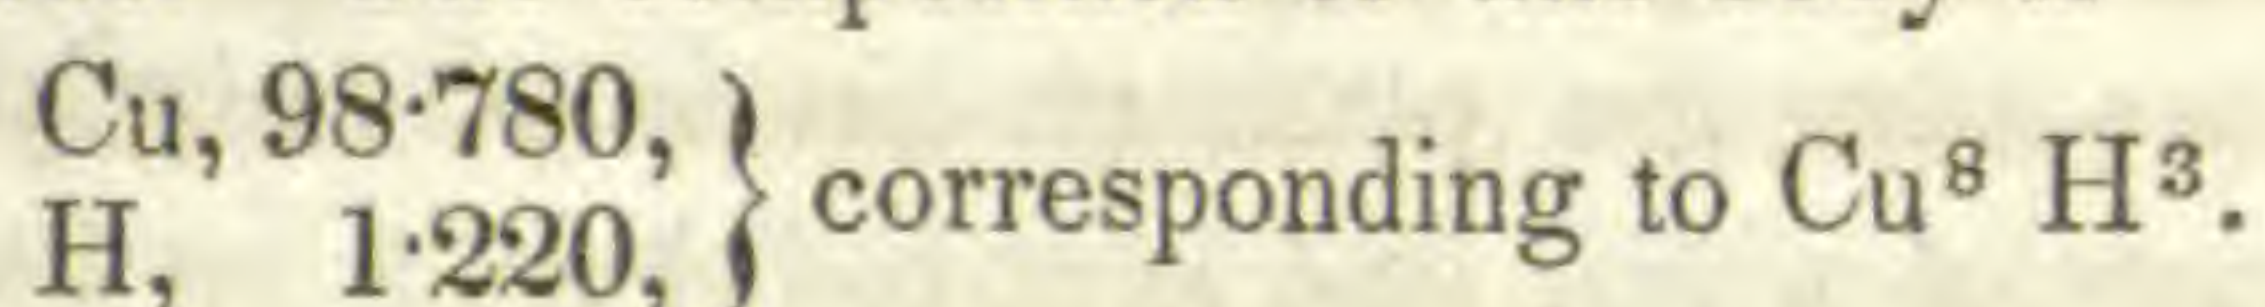 Cu, 98·780,
H, 1·220,
} corresponding to Cu⁸ H³.